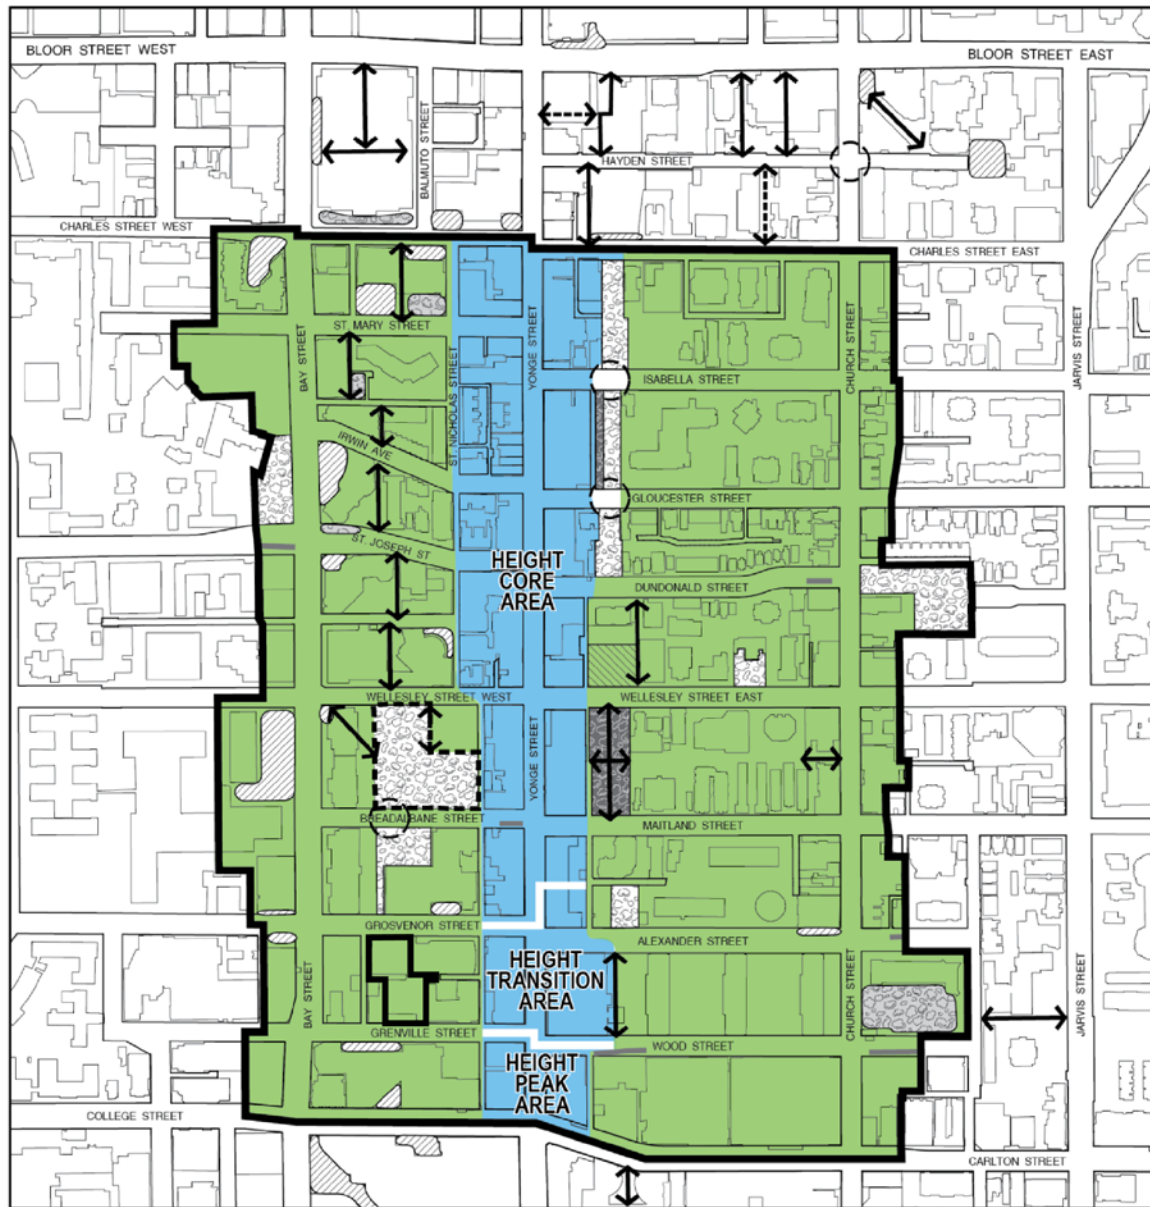 BLOOR STREET WEST
BLOOR STREET EAST
BALMUTO STREET
HAYDEN STREET
CHARLES STREET WEST
CHARLES STREET EAST
ST. MARY STREET
BAY STREET
ST. NICHOLAS STREET
YONGE STREET
CHURCH STREET
JARVIS STREET
ISABELLA STREET
IRWIN AVE
GLOUCESTER STREET
ST. JOSEPH ST
HEIGHT
CORE
AREA
DUNDONALD STREET
WELLESLEY STREET WEST
WELLESLEY STREET EAST
YONGE STREET
BREADALBANE STREET
MAITLAND STREET
GROSVENOR STREET
ALEXANDER STREET
HEIGHT
TRANSITION
AREA
BAY STREET
CHURCH STREET
JARVIS STREET
GRENVILLE STREET
WOOD STREET
HEIGHT
PEAK
AREA
COLLEGE STREET
CARLTON STREET